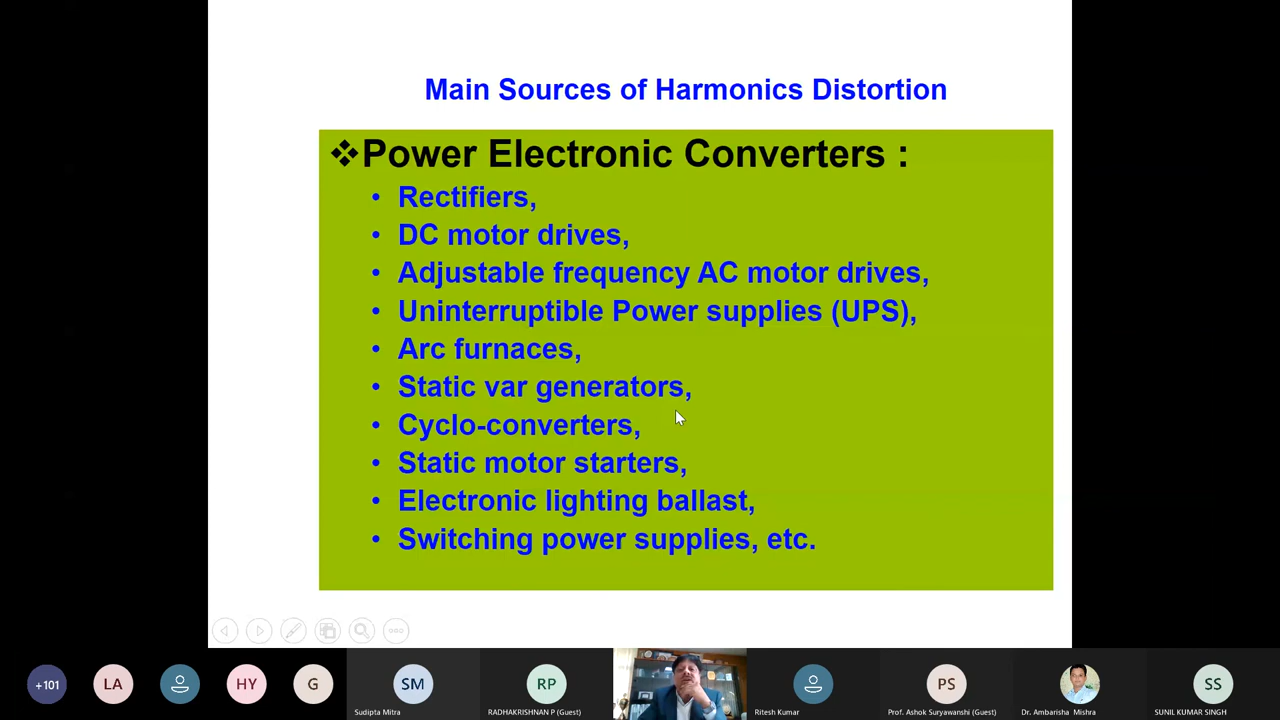 Main Sources of Harmonics Distortion
❖Power Electronic Converters :
• Rectifiers,
• DC motor drives,
• Adjustable frequency AC motor drives,
• Uninterruptible Power supplies (UPS),
• Arc furnaces,
• Static var generators,
• Cyclo-converters,
• Static motor starters,
• Electronic lighting ballast,
• Switching power supplies, etc.
+101 LA HY G SM RP PS SS
Sudipta Mitra RADHAKRISHNAN P (Guest) Ritesh Kumar Prof. Ashok Suryawanshi (Guest) Dr. Ambarisha Mishra SUNIL KUMAR SINGH